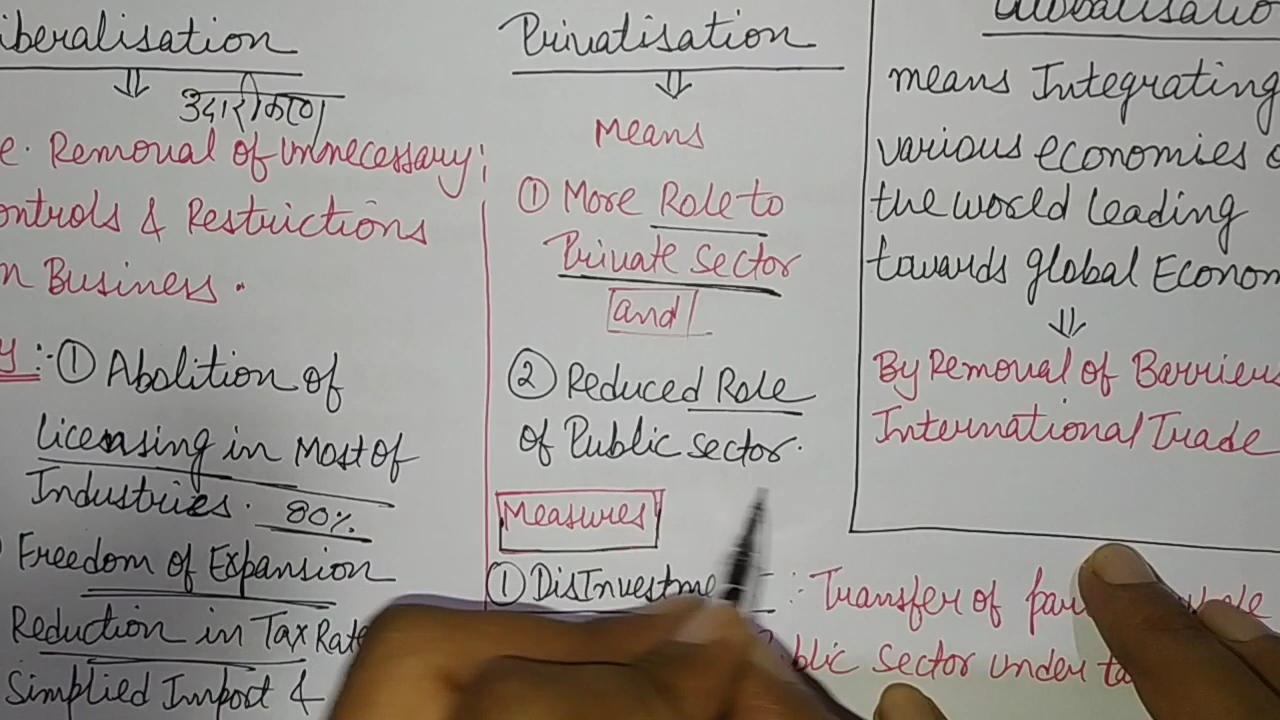 iberalisation
उदारीकरण
e. Removal of unnecessary
ontrols & Restrictions
n Business.
y :- ① Abolition of
licensing in Most of
Industries. 80%
Freedom of Expansion
Reduction in Tax Rate
Simplied Import &
Privatisation
Means
① More Role to
Private Sector
and
② Reduced Role
of Public sector.
Measures
① DisInvestme
:- Transfer of
blic Sector under
Globalisatio
means Integrating
various economies o
the world leading
towards global Econom
By Removal of Barriers
International Trade